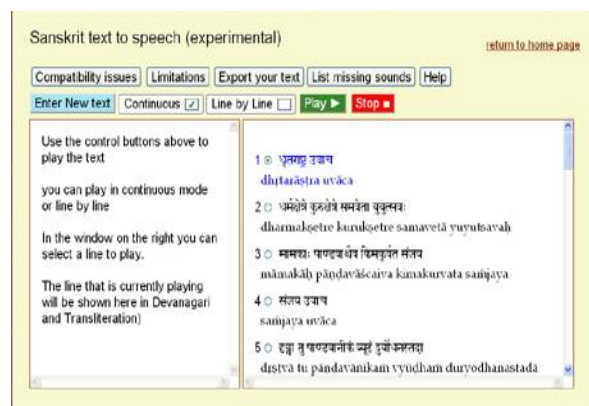 Sanskrit text to speech (experimental)
return to home page
Compatibility issues Limitations Export your text List missing sounds Help
Enter New text Continuous Line by Line Play Stop
Use the control buttons above to
play the text
you can play in continuous mode
or line by line
In the window on the right you can
select a line to play.
The line that is currently playing
will be shown here in Devanagari
and Transliteration)
1 धृतराष्ट्र उवाच
dhṛtarāṣtra uvāca
2 धर्मक्षेत्रे कुरुक्षेत्रे समवेता युयुत्सवः
dharmakṣetre kurukṣetre samavetā yuyutsavaḥ
3 मामकाः पाण्डवाश्चैव किमकुर्वत संजय
māmakāḥ pāṇḍavāścaiva kimakurvata saṁjaya
4 संजय उवाच
saṁjaya uvāca
5 दृष्ट्वा तु पाण्डवानीकं व्यूढं दुर्योधनस्तदा
dṛṣṭvā tu pāṇḍavānīkaṁ vyūḍhaṁ duryodhanastadā